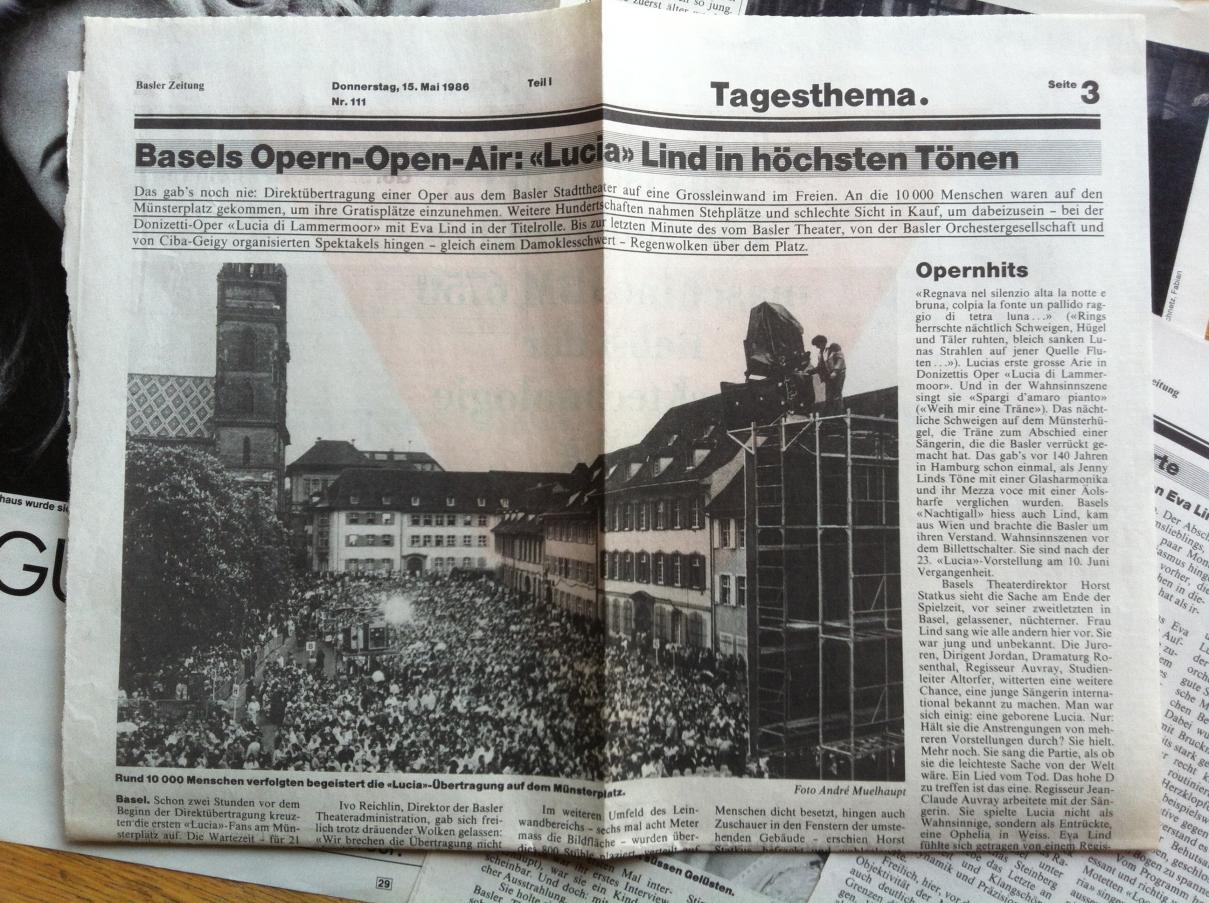 Basler Zeitung
Donnerstag, 15. Mai 1986
Nr. 111
Teil I
Tagesthema.
Seite 3
Basels Opern-Open-Air: «Lucia» Lind in höchsten Tönen
Das gab's noch nie: Direktübertragung einer Oper aus dem Basler Stadttheater auf eine Grossleinwand im Freien. An die 10 000 Menschen waren auf den
Münsterplatz gekommen, um ihre Gratisplätze einzunehmen. Weitere Hundertschaften nahmen Stehplätze und schlechte Sicht in Kauf, um dabeizusein – bei der
Donizetti-Oper «Lucia di Lammermoor» mit Eva Lind in der Titelrolle. Bis zur letzten Minute des vom Basler Theater, von der Basler Orchestergesellschaft und
von Ciba-Geigy organisierten Spektakels hingen – gleich einem Damoklesschwert – Regenwolken über dem Platz.
Rund 10 000 Menschen verfolgten begeistert die «Lucia»-Übertragung auf dem Münsterplatz.
Foto André Muelhaupt
Basel. Schon zwei Stunden vor dem
Beginn der Direktübertragung kreuz-
ten die ersten «Lucia»-Fans am Mün-
sterplatz auf. Die Wartezeit – für 21
Ivo Reichlin, Direktor der Basler
Theateradministration, gab sich frei-
lich trotz dräuender Wolken gelassen:
«Wir brechen die Übertragung nicht
Im weiteren Umfeld des Lein-
wandbereichs – sechs mal acht Meter
mass die Bildfläche – wurden über-
dies 800 Stühle
Menschen dicht besetzt, hingen auch
Zuschauer in den Fenstern der umste-
henden Gebäude – erschien Horst
Opernhits
«Regnava nel silenzio alta la notte e
bruna, colpia la fonte un pallido rag-
gio di tetra luna...» («Rings
herrschte nächtlich Schweigen, Hügel
und Täler ruhten, bleich sanken Lu-
nas Strahlen auf jener Quelle Flu-
ten...»). Lucias erste grosse Arie in
Donizettis Oper «Lucia di Lammer-
moor». Und in der Wahnsinnszene
singt sie «Spargi d'amaro pianto»
(«Weih mir eine Träne»). Das nächt-
liche Schweigen auf dem Münsterhü-
gel, die Träne zum Abschied einer
Sängerin, die die Basler verrückt ge-
macht hat. Das gab's vor 140 Jahren
in Hamburg schon einmal, als Jenny
Linds Töne mit einer Glasharmonika
und ihr Mezza voce mit einer Äols-
harfe verglichen wurden. Basels
«Nachtigall» hiess auch Lind, kam
aus Wien und brachte die Basler um
ihren Verstand. Wahnsinnszenen vor
dem Billettschalter. Sie sind nach der
23. «Lucia»-Vorstellung am 10. Juni
Vergangenheit.
Basels Theaterdirektor Horst
Statkus sieht die Sache am Ende der
Spielzeit, vor seiner zweitletzten in
Basel, gelassener, nüchterner. Frau
Lind sang wie alle andern hier vor. Sie
war jung und unbekannt. Die Juro-
ren, Dirigent Jordan, Dramaturg Ro-
senthal, Regisseur Auvray, Studien-
leiter Altorfer, witterten eine weitere
Chance, eine junge Sängerin interna-
tional bekannt zu machen. Man war
sich einig: eine geborene Lucia. Nur:
Hält sie die Anstrengungen von meh-
reren Vorstellungen durch? Sie hielt.
Mehr noch. Sie sang die Partie, als ob
sie die leichteste Sache von der Welt
wäre. Ein Lied vom Tod. Das hohe D
zu treffen ist das eine. Regisseur Jean-
Claude Auvray arbeitete mit der Sän-
gerin. Sie spielte Lucia nicht als
Wahnsinnige, sondern als Entrückte,
eine Ophelia in Weiss. Eva Lind
fühlte sich getragen von einem Regis-
haus wurde
GU
29
süssen Gelüsten.